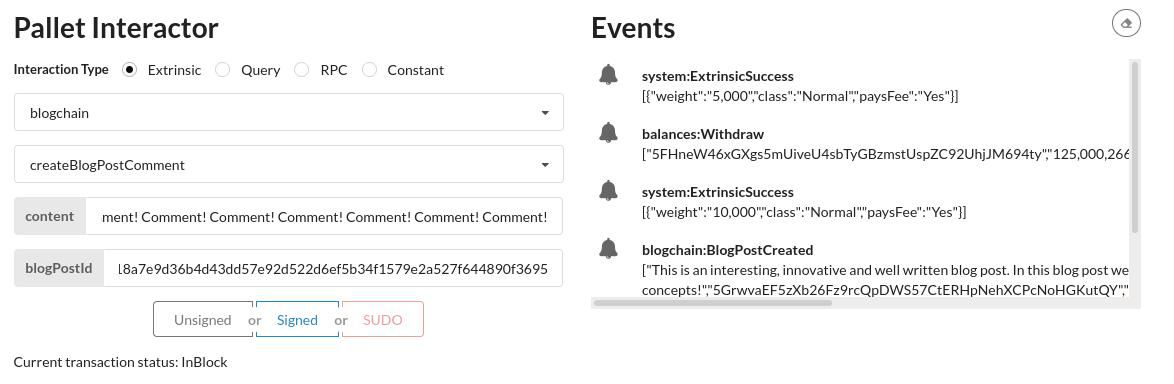 Pallet Interactor
Interaction Type Extrinsic Query RPC Constant
blogchain
createBlogPostComment
content ment! Comment! Comment! Comment! Comment! Comment! Comment!
blogPostId 18a7e9d36b4d43dd57e92d522d6ef5b34f1579e2a527f644890f3695
Unsigned or Signed or SUDO
Current transaction status: InBlock
Events
system:ExtrinsicSuccess
[{"weight":"5,000","class":"Normal","paysFee":"Yes"}]
balances:Withdraw
["5FHneW46xGXgs5mUiveU4sbTyGBzmstUspZC92UhjJM694ty","125,000,266
system:ExtrinsicSuccess
[{"weight":"10,000","class":"Normal","paysFee":"Yes"}]
blogchain:BlogPostCreated
["This is an interesting, innovative and well written blog post. In this blog post we
concepts!","5GrwvaEF5zXb26Fz9rcQpDWS57CtERHpNehXCPcNoHGKutQY","